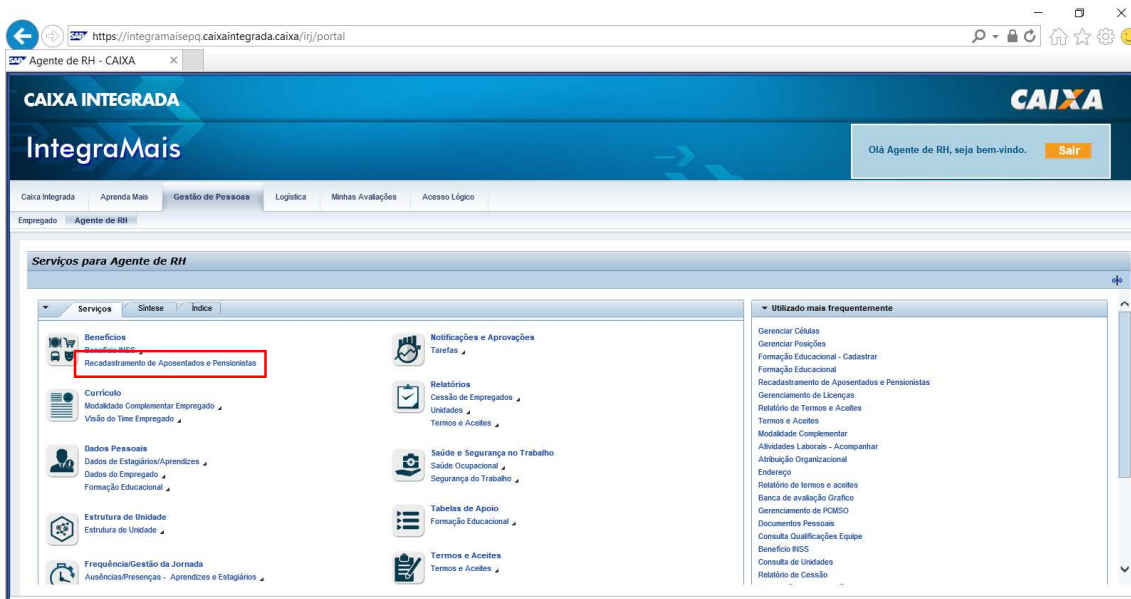 https://integramaisepq.caixaintegrada.caixa/irj/portal
Agente de RH - CAIXA
CAIXA INTEGRADA
CAIXA
IntegraMais
Olá Agente de RH, seja bem-vindo.
Sair
Caixa Integrada Aprenda Mais Gestão de Pessoas Logística Minhas Avaliações Acesso Lógico
Empregado Agente de RH
Serviços para Agente de RH
Serviços Síntese Índice
Benefícios
Benefício INSS
Recadastramento de Aposentados e Pensionistas
Currículo
Modalidade Complementar Empregado
Visão do Time Empregado
Dados Pessoais
Dados de Estagiários/Aprendizes
Dados do Empregado
Formação Educacional
Estrutura de Unidade
Estrutura de Unidade
Frequência/Gestão da Jornada
Ausências/Presenças - Aprendizes e Estagiários
Notificações e Aprovações
Tarefas
Relatórios
Cessão de Empregados
Unidades
Termos e Aceites
Saúde e Segurança no Trabalho
Saúde Ocupacional
Segurança do Trabalho
Tabelas de Apoio
Formação Educacional
Termos e Aceites
Termos e Aceites
Utilizado mais frequentemente
Gerenciar Células
Gerenciar Posições
Formação Educacional - Cadastrar
Formação Educacional
Recadastramento de Aposentados e Pensionistas
Gerenciamento de Licenças
Relatório de Termos e Aceites
Termos e Aceites
Modalidade Complementar
Atividades Laborais - Acompanhar
Atribuição Organizacional
Endereço
Relatório de termos e aceites
Banca de avaliação Grafico
Gerenciamento de PCMSO
Documentos Pessoais
Consulta Qualificações Equipe
Benefício INSS
Consulta de Unidades
Relatório de Cessão